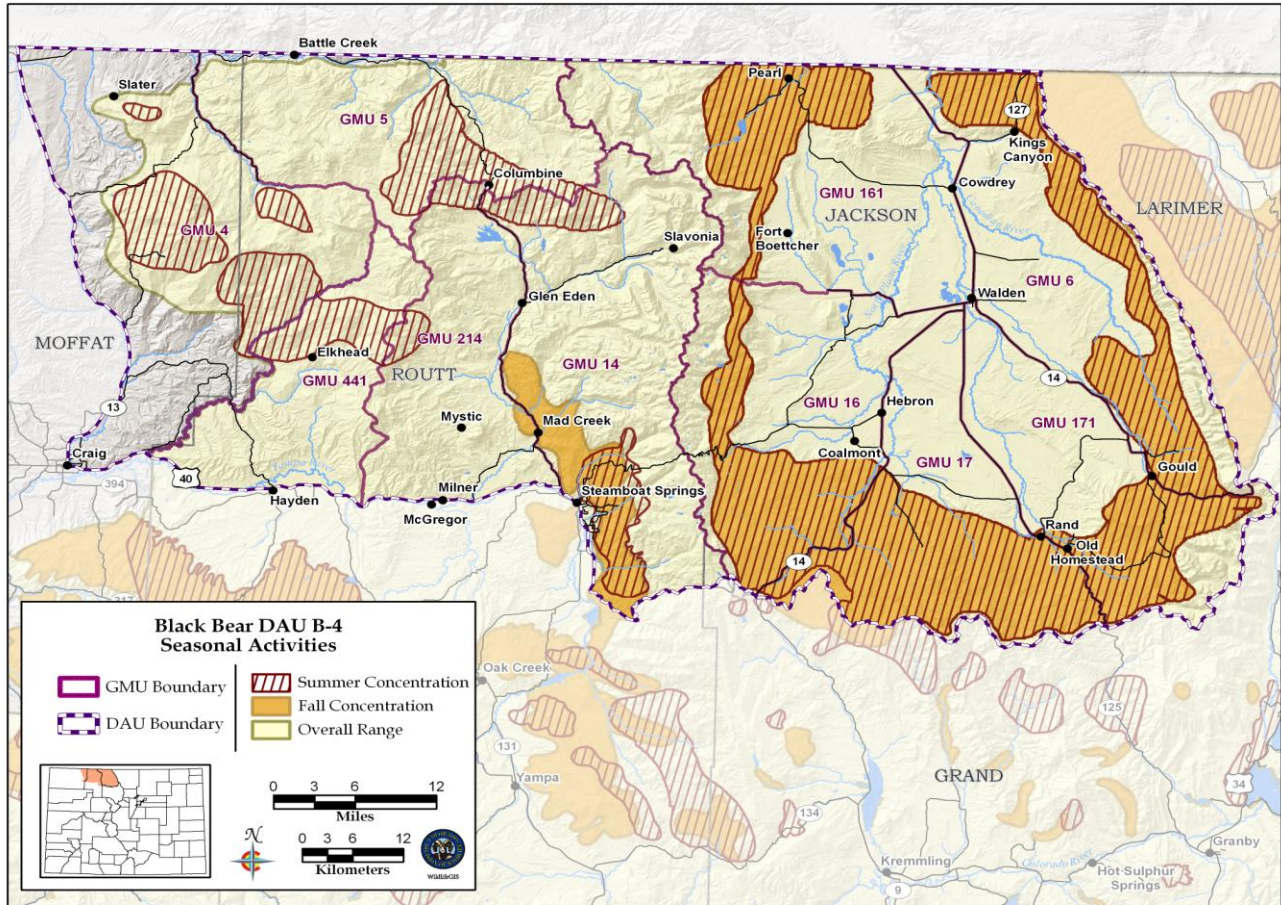 Battle Creek
Slater
Pearl
GMU 5
127
Kings
Canyon
Columbine
GMU 161
Cowdrey
JACKSON
LARIMER
GMU 4
Fort
Boettcher
Slavonia
GMU 6
Glen Eden
Walden
MOFFAT
GMU 214
Elkhead
GMU 441
ROUTT
GMU 14
14
13
GMU 16
Hebron
Mystic
Mad Creek
GMU 171
Coalmont
GMU 17
Craig
40
Gould
394
Hayden
Milner
Steamboat Springs
McGregor
Rand
Old
Homestead
14
317
Black Bear DAU B-4
Seasonal Activities
GMU Boundary
DAU Boundary
Summer Concentration
Fall Concentration
Overall Range
0 3 6 12
Miles
N
0 3 6 12
Kilometers
Oak Creek
131
Yampa
125
GRAND
134
34
Granby
Kremmling
Colorado River
Hot Sulphur
Springs
9